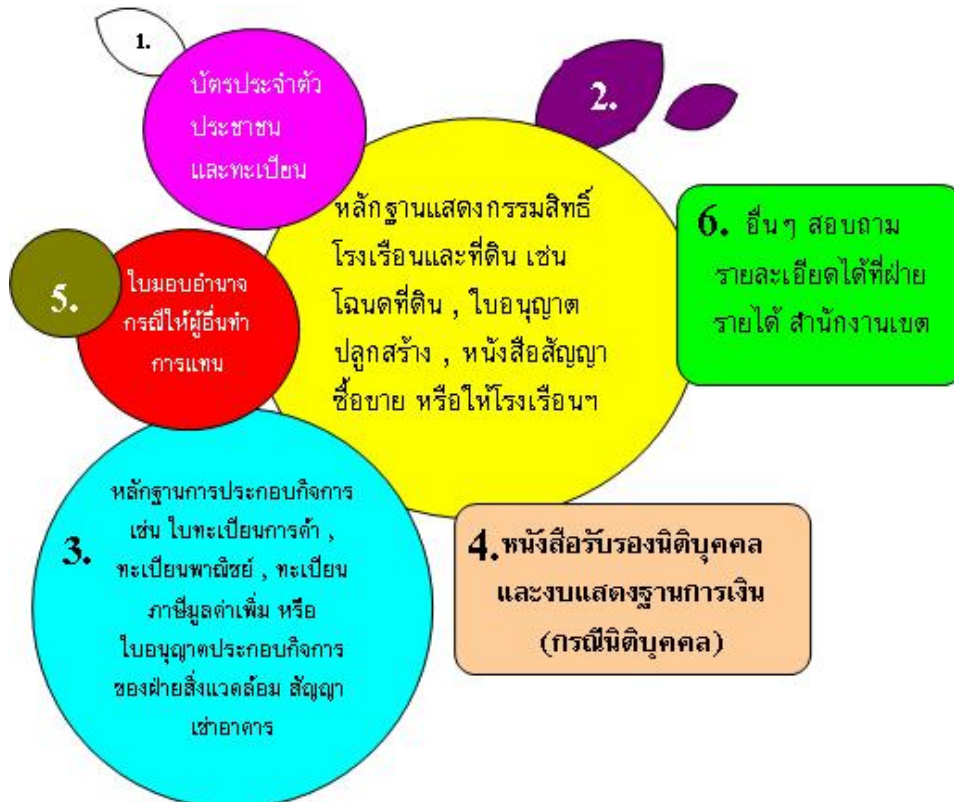 1.
บัตรประจำตัว
ประชาชน
และทะเบียน
2.
หลักฐานแสดงกรรมสิทธิ์
โรงเรือนและที่ดิน เช่น
โฉนดที่ดิน , ใบอนุญาต
ปลูกสร้าง , หนังสือสัญญา
ซื้อขาย หรือให้โรงเรือนฯ
3.
หลักฐานการประกอบกิจการ
เช่น ใบทะเบียนการค้า ,
ทะเบียนพาณิชย์ , ทะเบียน
ภาษีมูลค่าเพิ่ม หรือ
ใบอนุญาตประกอบกิจการ
ของฝ่ายสิ่งแวดล้อม สัญญา
เช่าอาคาร
4. หนังสือรับรองนิติบุคคล
และงบแสดงฐานการเงิน
(กรณีนิติบุคคล)
5.
ใบมอบอำนาจ
กรณีให้ผู้อื่นทำ
การแทน
6. อื่นๆ สอบถาม
รายละเอียดได้ที่ฝ่าย
รายได้ สำนักงานเขต